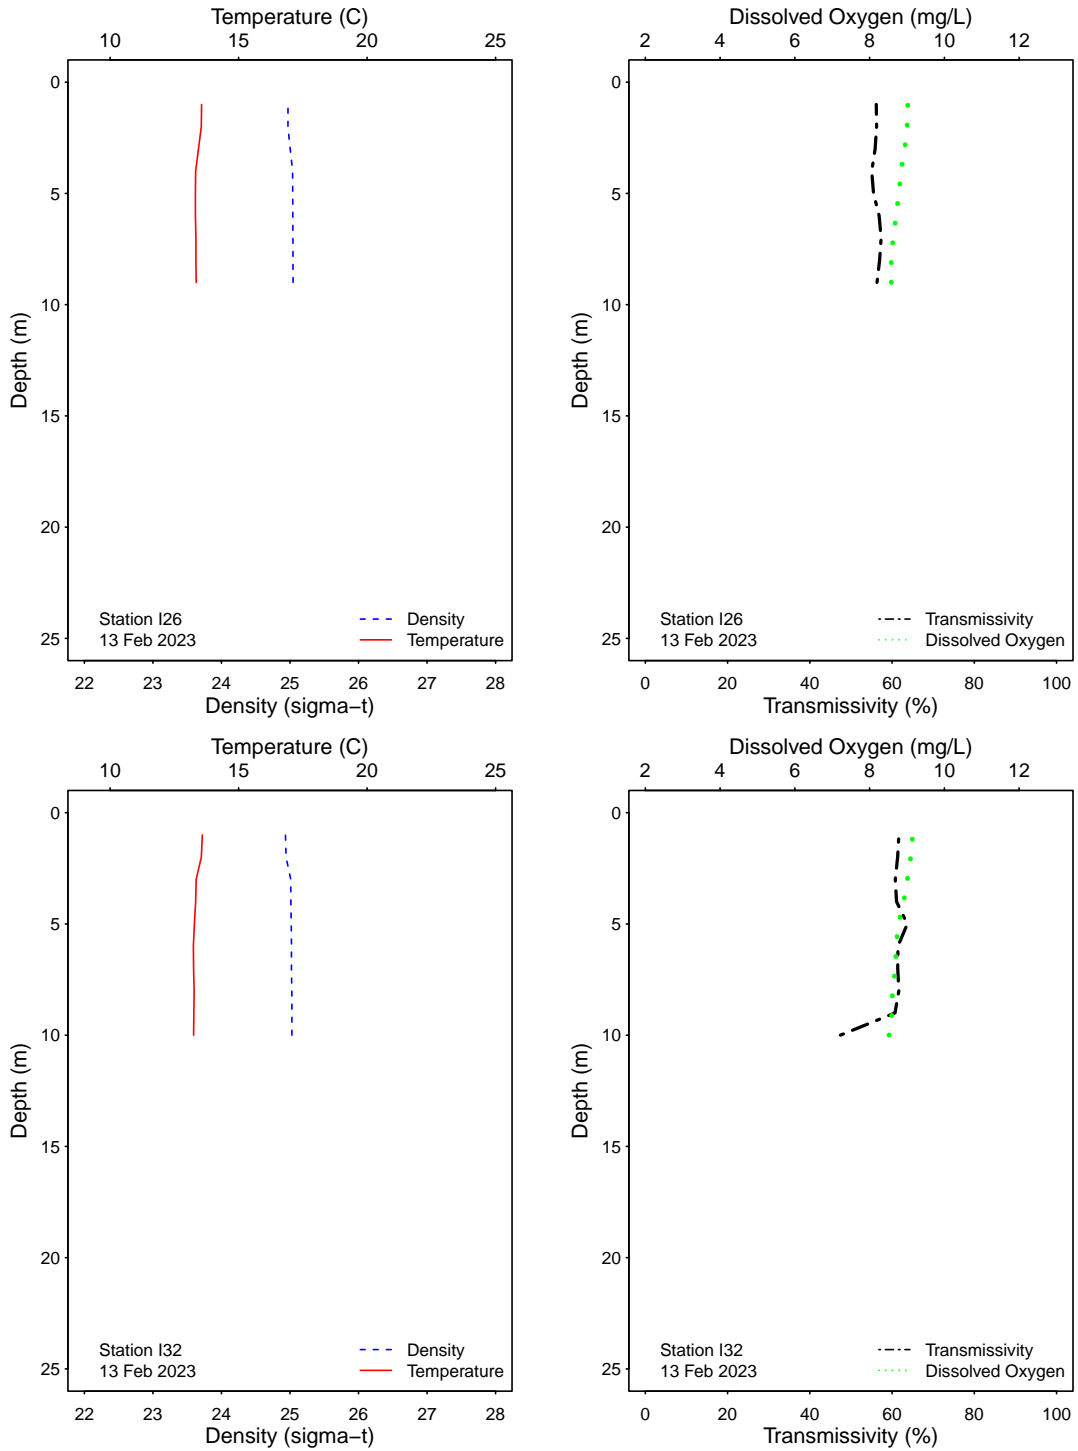 Temperature (C)
10 15 20 25
0
5
10
15
20
25
Depth (m)
Station I26
13 Feb 2023
Density
Temperature
22 23 24 25 26 27 28
Density (sigma−t)
Dissolved Oxygen (mg/L)
2 4 6 8 10 12
0
5
10
15
20
25
Depth (m)
Station I26
13 Feb 2023
Transmissivity
Dissolved Oxygen
0 20 40 60 80 100
Transmissivity (%)
Temperature (C)
10 15 20 25
0
5
10
15
20
25
Depth (m)
Station I32
13 Feb 2023
Density
Temperature
22 23 24 25 26 27 28
Density (sigma−t)
Dissolved Oxygen (mg/L)
2 4 6 8 10 12
0
5
10
15
20
25
Depth (m)
Station I32
13 Feb 2023
Transmissivity
Dissolved Oxygen
0 20 40 60 80 100
Transmissivity (%)